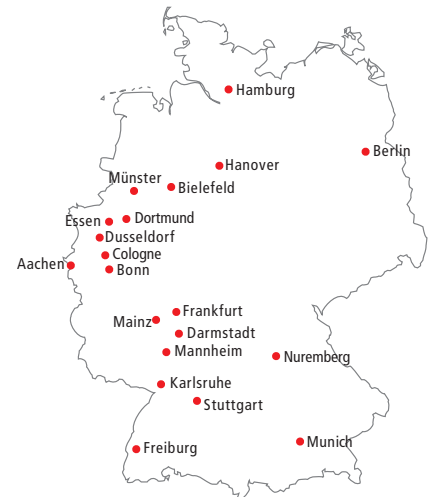 Hamburg
Berlin
Hanover
Münster
Bielefeld
Essen
Dortmund
Dusseldorf
Cologne
Aachen
Bonn
Frankfurt
Mainz
Darmstadt
Mannheim
Nuremberg
Karlsruhe
Stuttgart
Munich
Freiburg